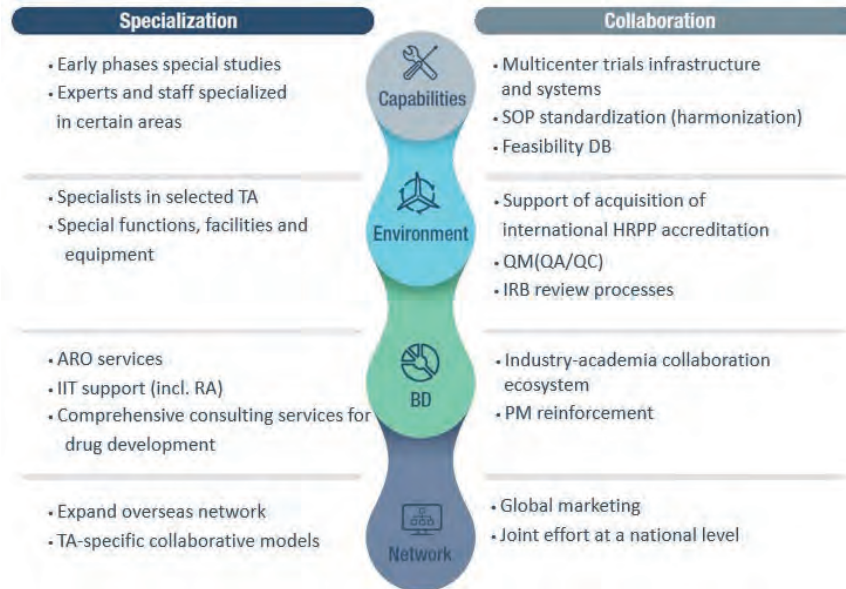 Specialization
Collaboration
• Early phases special studies
• Experts and staff specialized
in certain areas
Capabilities
• Multicenter trials infrastructure
and systems
• SOP standardization (harmonization)
• Feasibility DB
• Specialists in selected TA
• Special functions, facilities and
equipment
Environment
• Support of acquisition of
international HRPP accreditation
• QM(QA/QC)
• IRB review processes
• ARO services
• IIT support (incl. RA)
• Comprehensive consulting services for
drug development
BD
• Industry-academia collaboration
ecosystem
• PM reinforcement
• Expand overseas network
• TA-specific collaborative models
Network
• Global marketing
• Joint effort at a national level